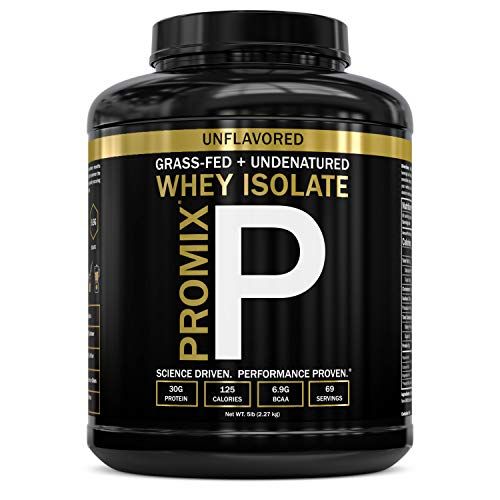 UNFLAVORED
GRASS-FED + UNDENATURED
WHEY ISOLATE
PROMIX®
P
SCIENCE DRIVEN. PERFORMANCE PROVEN.®
30G 125 6.9G 69
PROTEIN CALORIES BCAA SERVINGS
Net WT. 5lb (2.27 kg)